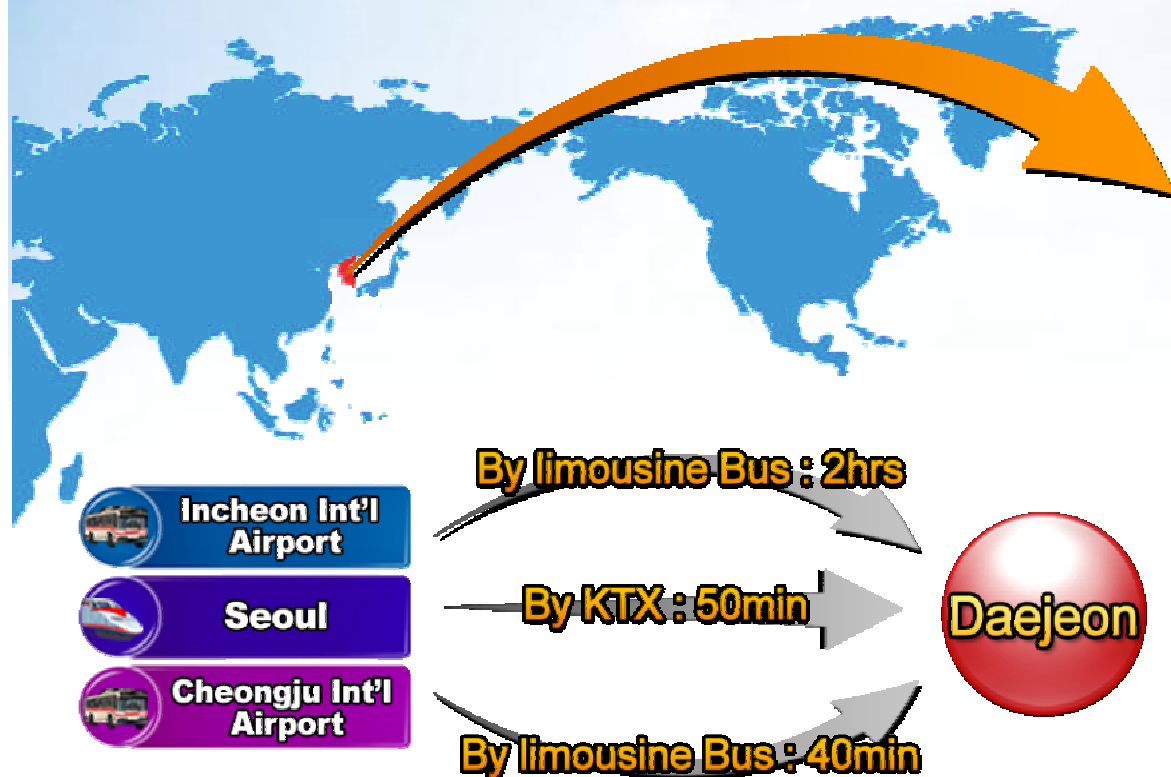 By limousine Bus : 2hrs
Incheon Int'l
Airport
By KTX : 50min
Seoul
Daejeon
Cheongju Int'l
Airport
By limousine Bus : 40min